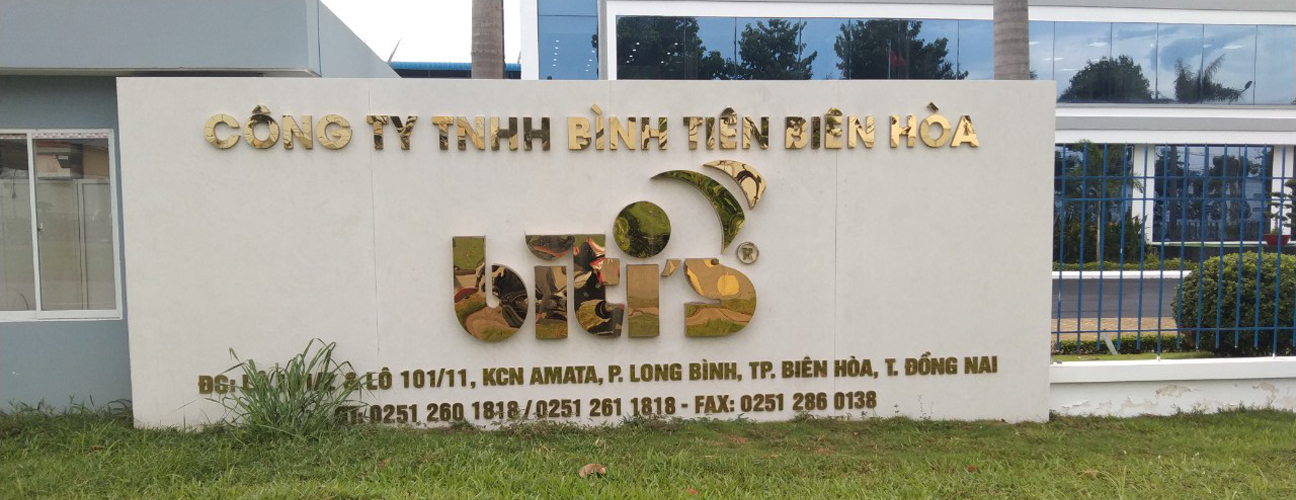 CÔNG TY TNHH BÌNH TIÊN BIÊN HÒA
bitis ®
& LÔ 101/11, KCN AMATA, P. LONG BÌNH, TP. BIÊN HÒA, T. ĐỒNG NAI
0251 260 1818 / 0251 261 1818 - FAX: 0251 286 0138